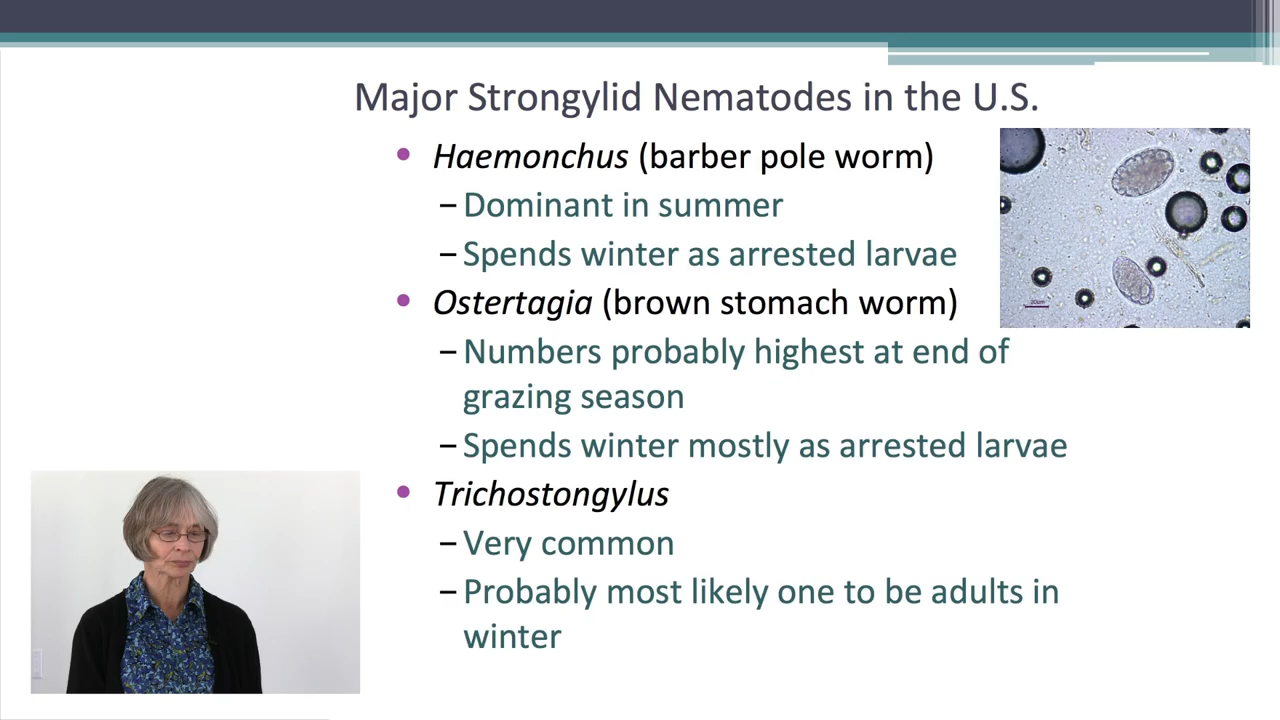 Major Strongylid Nematodes in the U.S.
• Haemonchus (barber pole worm)
– Dominant in summer
– Spends winter as arrested larvae
• Ostertagia (brown stomach worm)
– Numbers probably highest at end of
grazing season
– Spends winter mostly as arrested larvae
• Trichostongylus
– Very common
– Probably most likely one to be adults in
winter